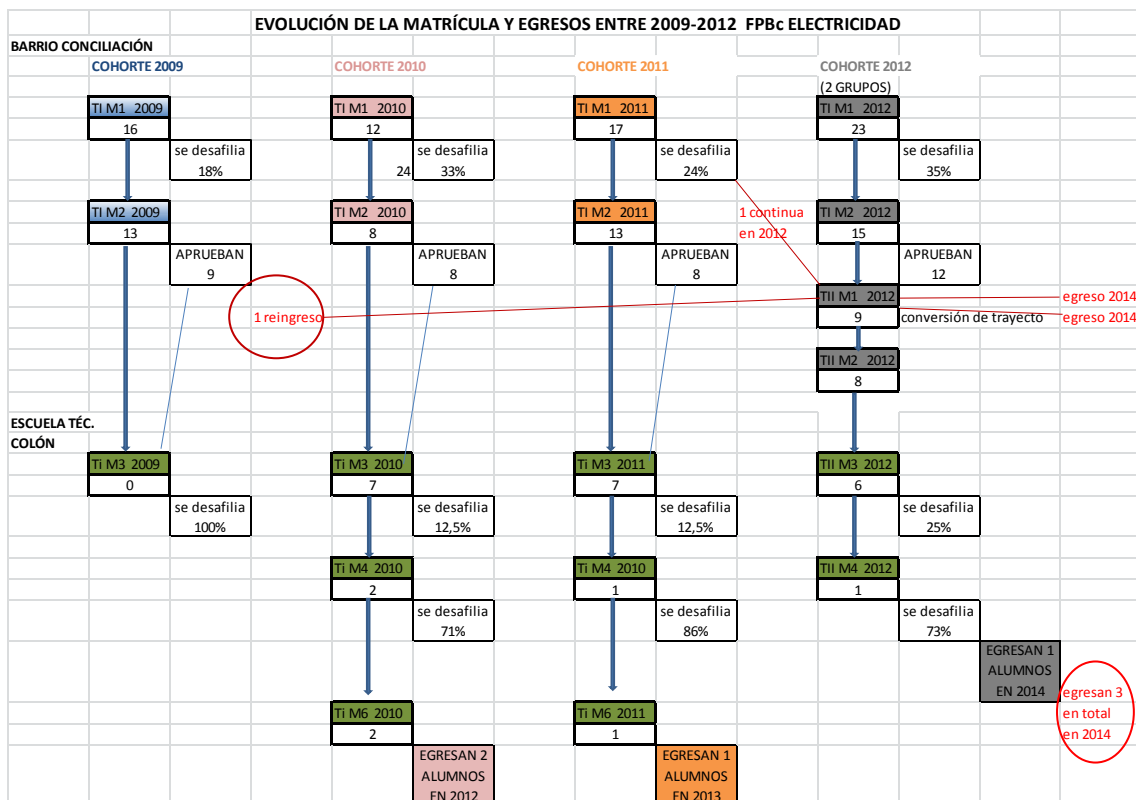 EVOLUCIÓN DE LA MATRÍCULA Y EGRESOS ENTRE 2009-2012 FPBc ELECTRICIDAD
BARRIO CONCILIACIÓN
COHORTE 2009
COHORTE 2010
COHORTE 2011
COHORTE 2012
(2 GRUPOS)
TI M1 2009
TI M1 2010
TI M1 2011
TI M1 2012
16
12
17
23
se desafilia
18%
24
se desafilia
33%
se desafilia
24%
se desafilia
35%
TI M2 2009
TI M2 2010
TI M2 2011
TI M2 2012
13
8
13
15
1 continua
en 2012
APRUEBAN
9
APRUEBAN
8
APRUEBAN
8
APRUEBAN
12
TII M1 2012
egreso 2014
1 reingreso
9
conversión de trayecto
egreso 2014
TII M2 2012
8
ESCUELA TÉC.
COLÓN
Ti M3 2009
Ti M3 2010
Ti M3 2011
TII M3 2012
0
7
7
6
se desafilia
100%
se desafilia
12,5%
se desafilia
12,5%
se desafilia
25%
Ti M4 2010
Ti M4 2010
TII M4 2012
2
1
1
se desafilia
71%
se desafilia
86%
se desafilia
73%
EGRESAN 1
ALUMNOS
EN 2014
egresan 3
en total
en 2014
Ti M6 2010
Ti M6 2011
2
1
EGRESAN 2
ALUMNOS
EN 2012
EGRESAN 1
ALUMNOS
EN 2013